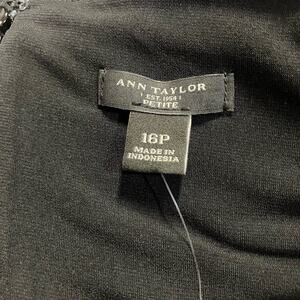 ANN TAYLOR
EST. 1954
PETITE
16P
MADE IN
INDONESIA